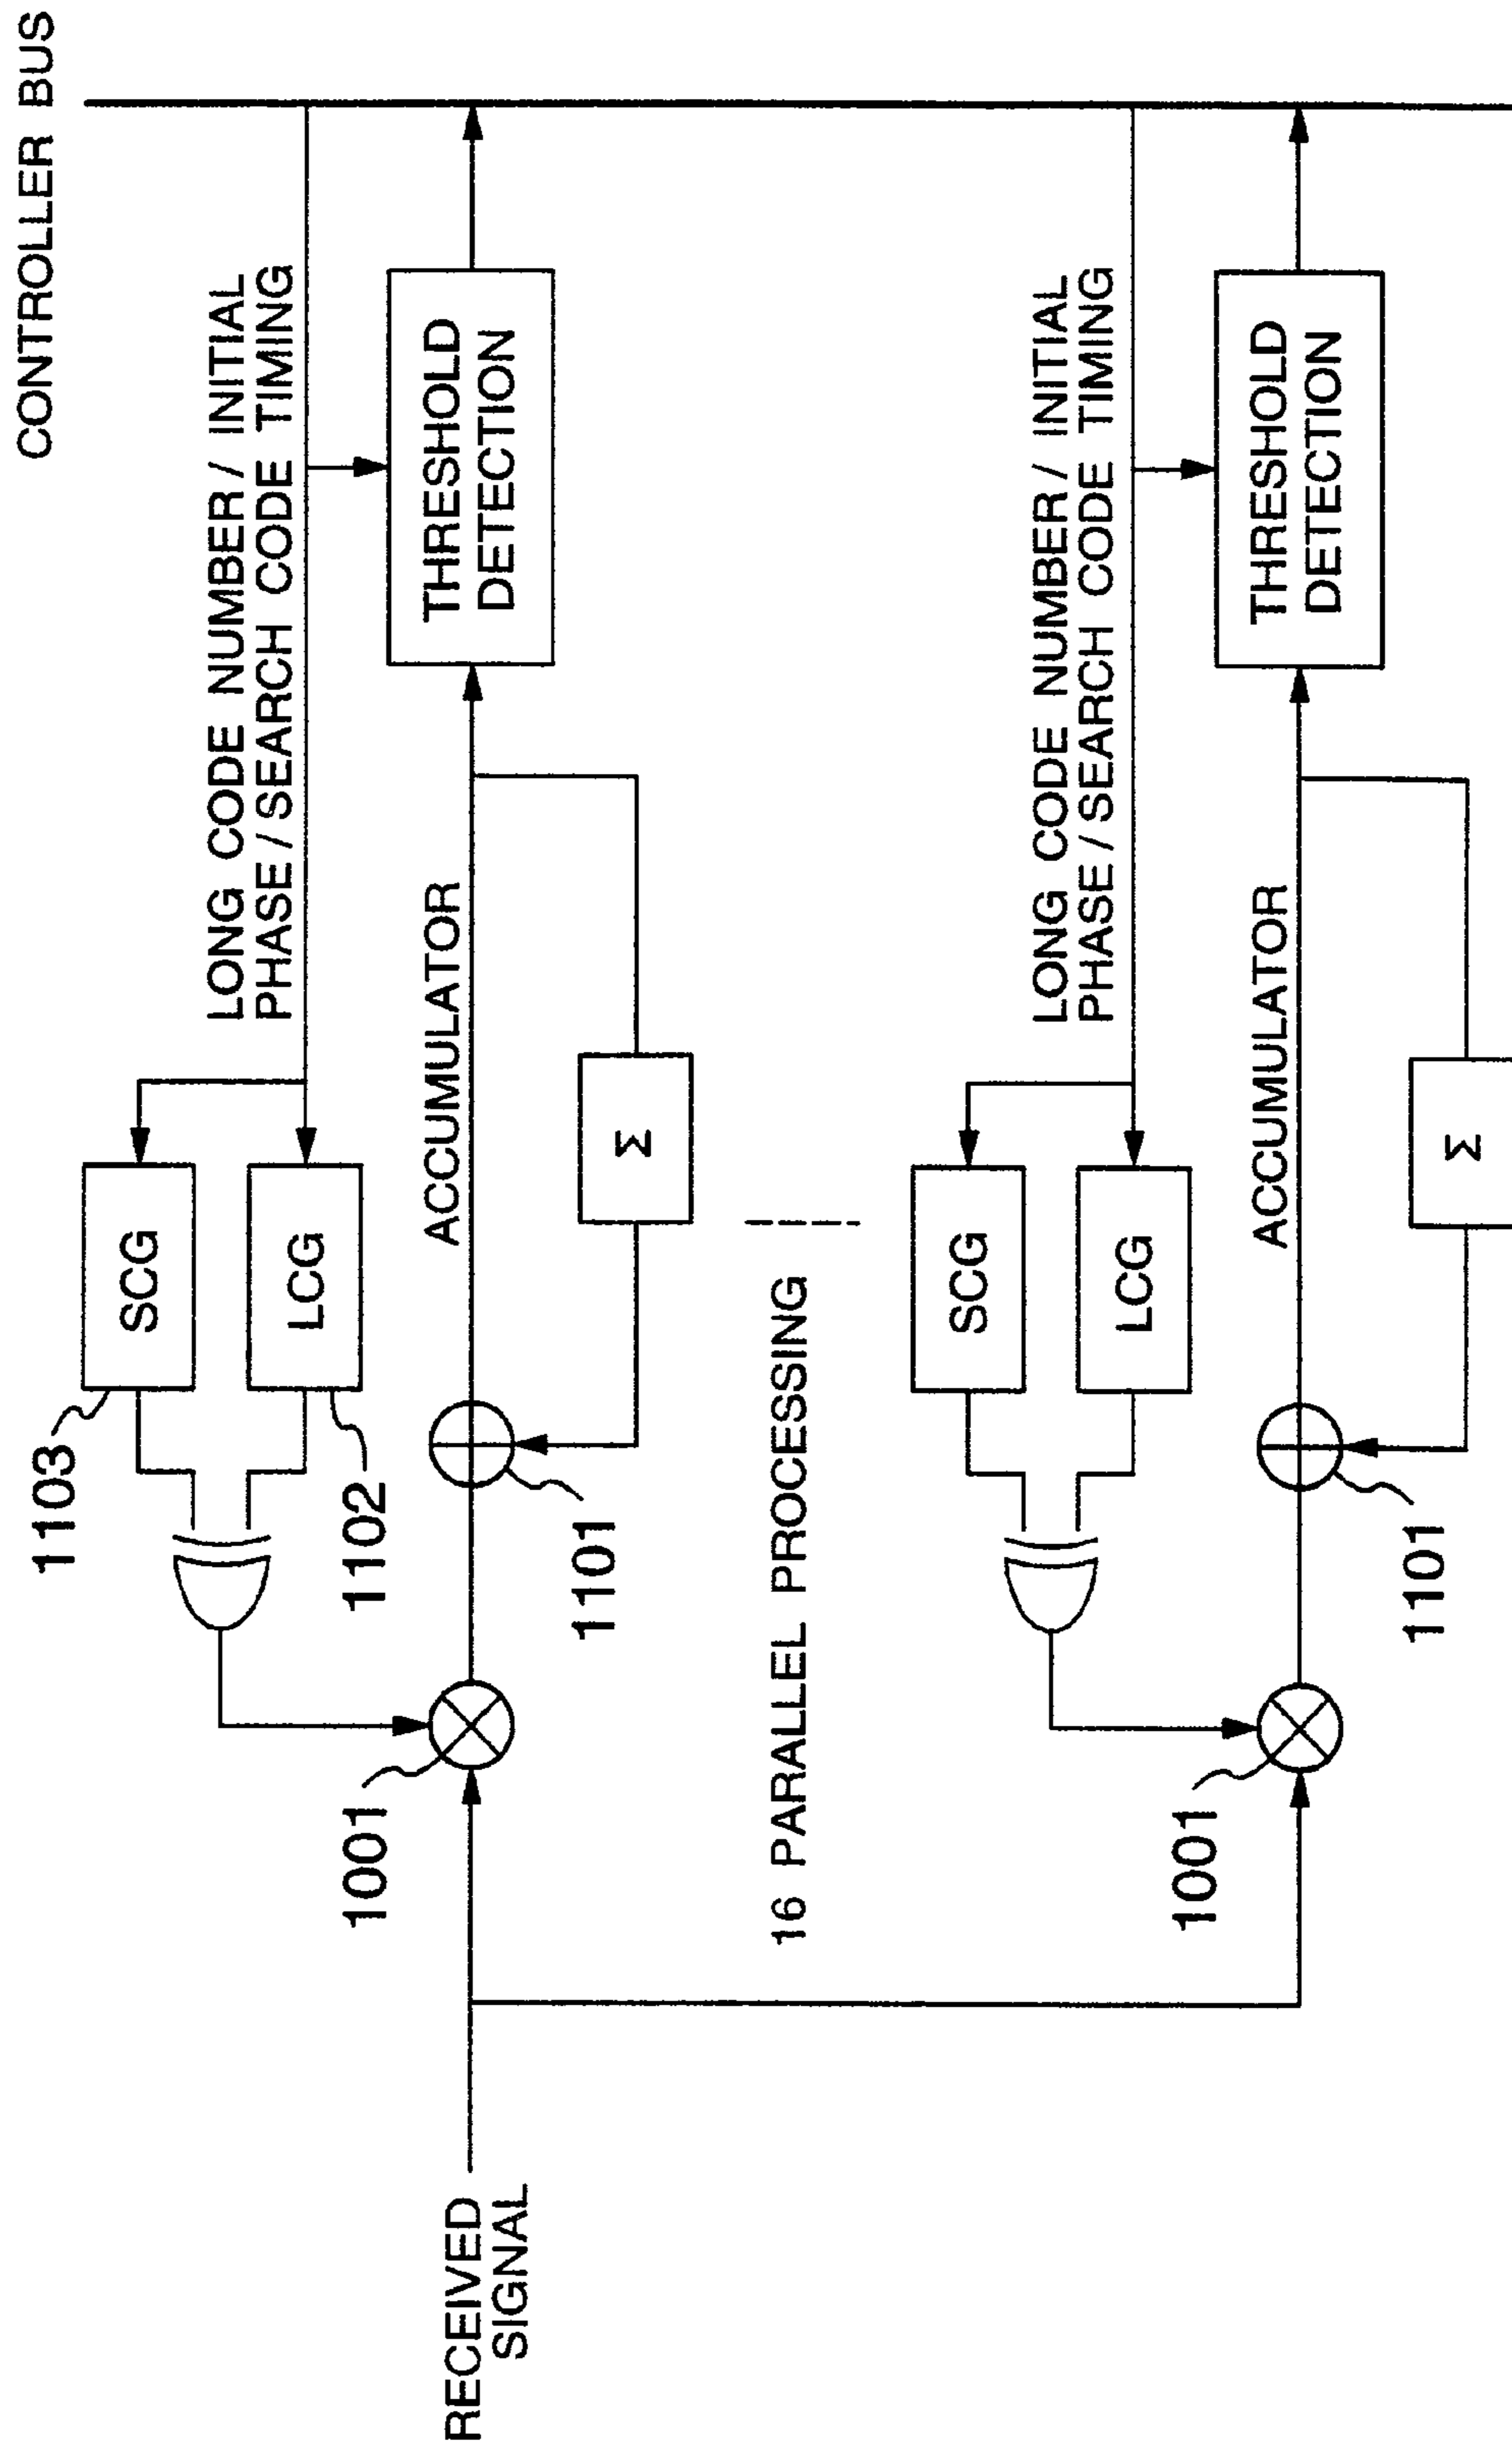 CONTROLLER BUS
LONG CODE NUMBER / INITIAL
PHASE / SEARCH CODE TIMING
1103
SCG
LCG
1102
ACCUMULATOR
THRESHOLD
DETECTION
1001
1101
Σ
RECEIVED
SIGNAL
16 PARALLEL PROCESSING
LONG CODE NUMBER / INITIAL
PHASE / SEARCH CODE TIMING
SCG
LCG
ACCUMULATOR
THRESHOLD
DETECTION
1001
1101
Σ